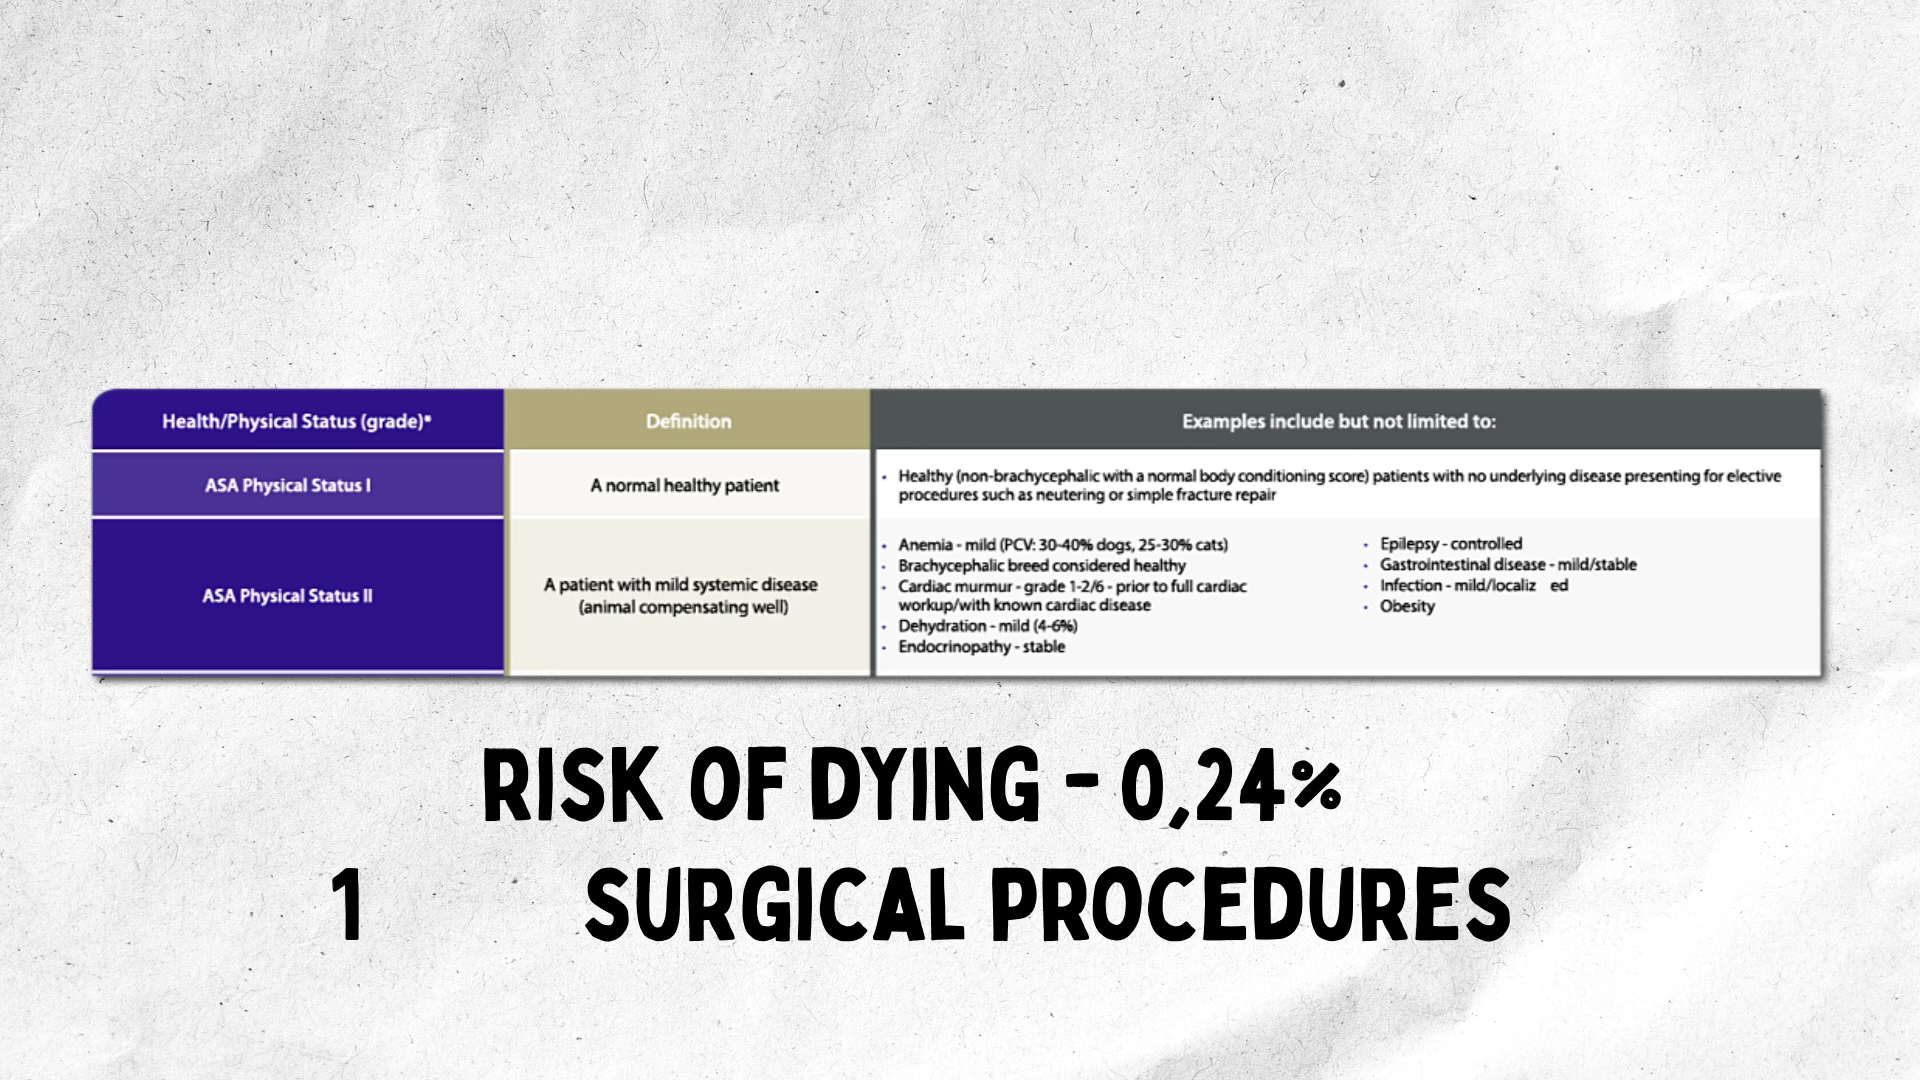 Health/Physical Status (grade)*
Definition
Examples include but not limited to:
ASA Physical Status I
A normal healthy patient
• Healthy (non-brachycephalic with a normal body conditioning score) patients with no underlying disease presenting for elective
procedures such as neutering or simple fracture repair
ASA Physical Status II
A patient with mild systemic disease
(animal compensating well)
• Anemia - mild (PCV: 30-40% dogs, 25-30% cats)
• Brachycephalic breed considered healthy
• Cardiac murmur - grade 1-2/6 - prior to full cardiac
workup/with known cardiac disease
• Dehydration - mild (4-6%)
• Endocrinopathy - stable
• Epilepsy - controlled
• Gastrointestinal disease - mild/stable
• Infection - mild/localiz ed
• Obesity
RISK OF DYING - 0,24%
1 SURGICAL PROCEDURES